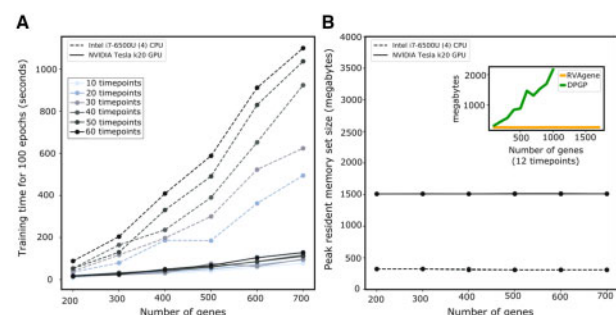 A
Intel i7-6500U (4) CPU
NVIDIA Tesla k20 GPU
10 timepoints
20 timepoints
30 timepoints
40 timepoints
50 timepoints
60 timepoints
Training time for 100 epochs (seconds)
1000
800
600
400
200
0
200 300 400 500 600 700
Number of genes
B
Intel i7-6500U (4) CPU
NVIDIA Tesla k20 GPU
Peak resident memory set size (megabytes)
4000
3500
3000
2500
2000
1500
1000
500
0
200 300 400 500 600 700
Number of genes
RVAgene
DPGP
megabytes
2000
1000
500 1000 1500
Number of genes
(12 timepoints)